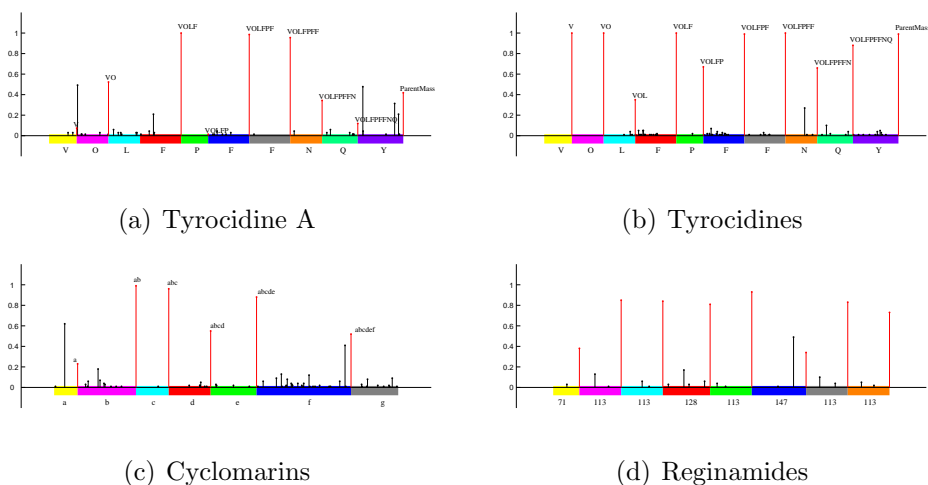 VOLF VOLFPF VOLFPFF
1
0.8
0.6
VO
0.4
VOLFPFFN
ParentMass
0.2
V
VOLFP
VOLFPFFNQ
0
V O L F P F F N Q Y
(a) Tyrocidine A
V VO VOLF VOLFPF VOLFPFF ParentMass
1
VOLFPFFNQ
0.8
VOLFP
VOLFPFFN
0.6
0.4
VOL
0.2
0
V O L F P F F N Q Y
(b) Tyrocidines
ab abc
1
abcde
0.8
0.6
abcd abcdef
0.4
a
0.2
0
a b c d e f g
(c) Cyclomarins
1
0.8
0.6
0.4
0.2
0
71 113 113 128 113 147 113 113
(d) Reginamides